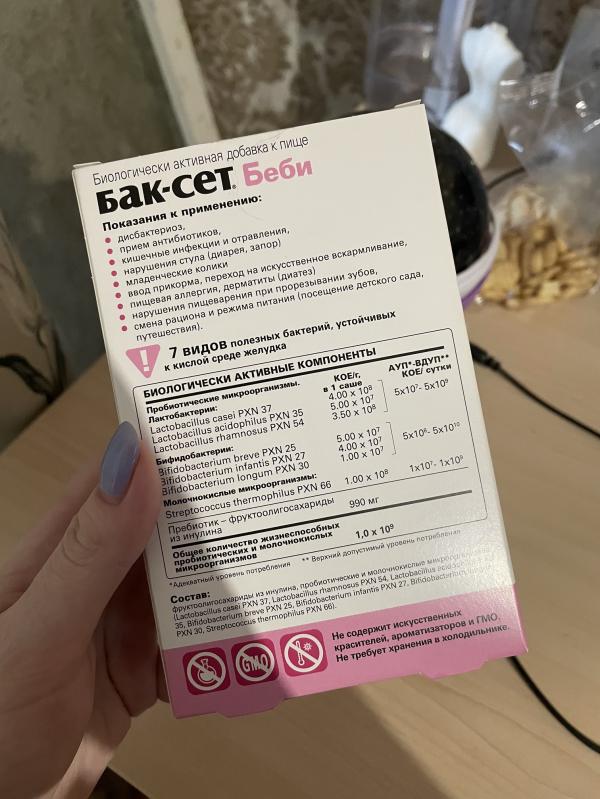 Биологически активная добавка к пище
Бак-сет® Беби
Показания к применению:
• дисбактериоз,
• прием антибиотиков,
• кишечные инфекции и отравления,
• нарушения стула (диарея, запор)
• младенческие колики
• ввод прикорма, переход на искусственное вскармливание,
• пищевая аллергия, дерматиты (диатез)
• нарушения пищеварения при прорезывании зубов,
• смена рациона и режима питания (посещение детского сада,
путешествия).
! 7 ВИДОВ полезных бактерий, устойчивых
к кислой среде желудка
БИОЛОГИЧЕСКИ АКТИВНЫЕ КОМПОНЕНТЫ
Пробиотические микроорганизмы. КОЕ/г, АУП*-ВДУП**
Лактобактерии: в 1 саше КОЕ/ сутки
Lactobacillus casei PXN 37 4.00 x 10⁸
Lactobacillus acidophilus PXN 35 5.00 x 10⁷ 5x10⁷- 5x10⁹
Lactobacillus rhamnosus PXN 54 3.50 x 10⁸
Бифидобактерии:
Bifidobacterium breve PXN 25 5.00 x 10⁷
Bifidobacterium infantis PXN 27 4.00 x 10⁷ 5x10⁸- 5x10¹⁰
Bifidobacterium longum PXN 30 1.00 x 10⁷
Молочнокислые микроорганизмы:
Streptococcus thermophilus PXN 66 1.00 x 10⁸ 1x10⁷- 1x10⁹
Пребиотик – фруктоолигосахариды 990 мг
из инулина
Общее количество жизнеспособных
пробиотических и молочнокислых 1,0 x 10⁹
микроорганизмов
*Адекватный уровень потребления ** Верхний допустимый уровень потребления
Состав:
фруктоолигосахариды из инулина, пробиотические и молочнокислые
(Lactobacillus casei PXN 37, Lactobacillus rhamnosus PXN 54, Lactobacillus
35, Bifidobacterium breve PXN 25, Bifidobacterium infantis PXN 27, Bifidobacterium
PXN 30, Streptococcus thermophilus PXN 66).
GMO
Не содержит искусственных
красителей, ароматизаторов и ГМО.
Не требует хранения в холодильнике.